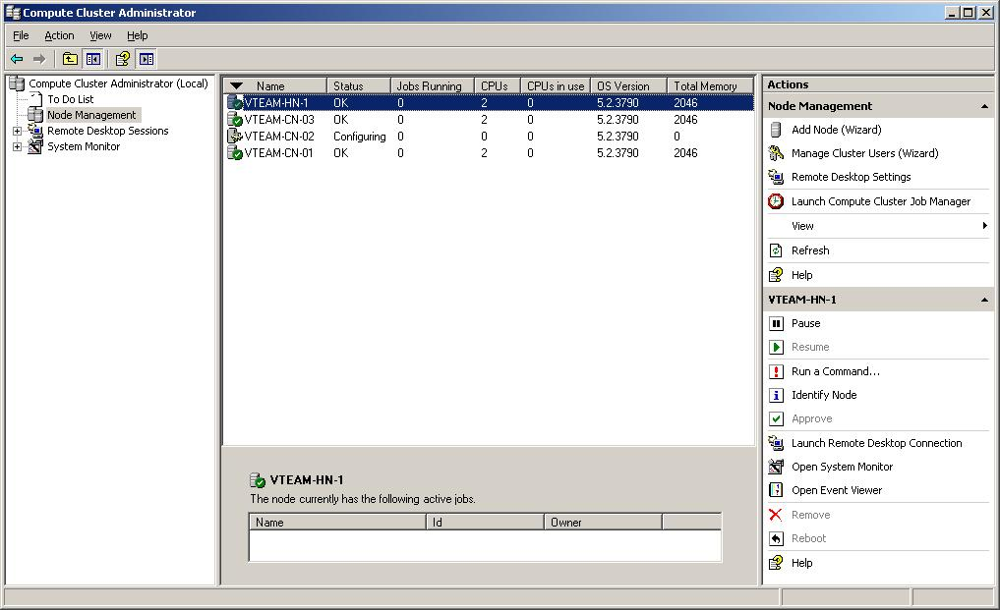 Compute Cluster Administrator
File Action View Help
Compute Cluster Administrator (Local)
To Do List
Node Management
Remote Desktop Sessions
System Monitor
Name Status Jobs Running CPUs CPUs in use OS Version Total Memory
VTEAM-HN-1 OK 0 2 0 5.2.3790 2046
VTEAM-CN-03 OK 0 2 0 5.2.3790 2046
VTEAM-CN-02 Configuring 0 0 0 5.2.3790 0
VTEAM-CN-01 OK 0 2 0 5.2.3790 2046
VTEAM-HN-1
The node currently has the following active jobs.
Name Id Owner
Actions
Node Management
Add Node (Wizard)
Manage Cluster Users (Wizard)
Remote Desktop Settings
Launch Compute Cluster Job Manager
View
Refresh
Help
VTEAM-HN-1
Pause
Resume
Run a Command...
Identify Node
Approve
Launch Remote Desktop Connection
Open System Monitor
Open Event Viewer
Remove
Reboot
Help